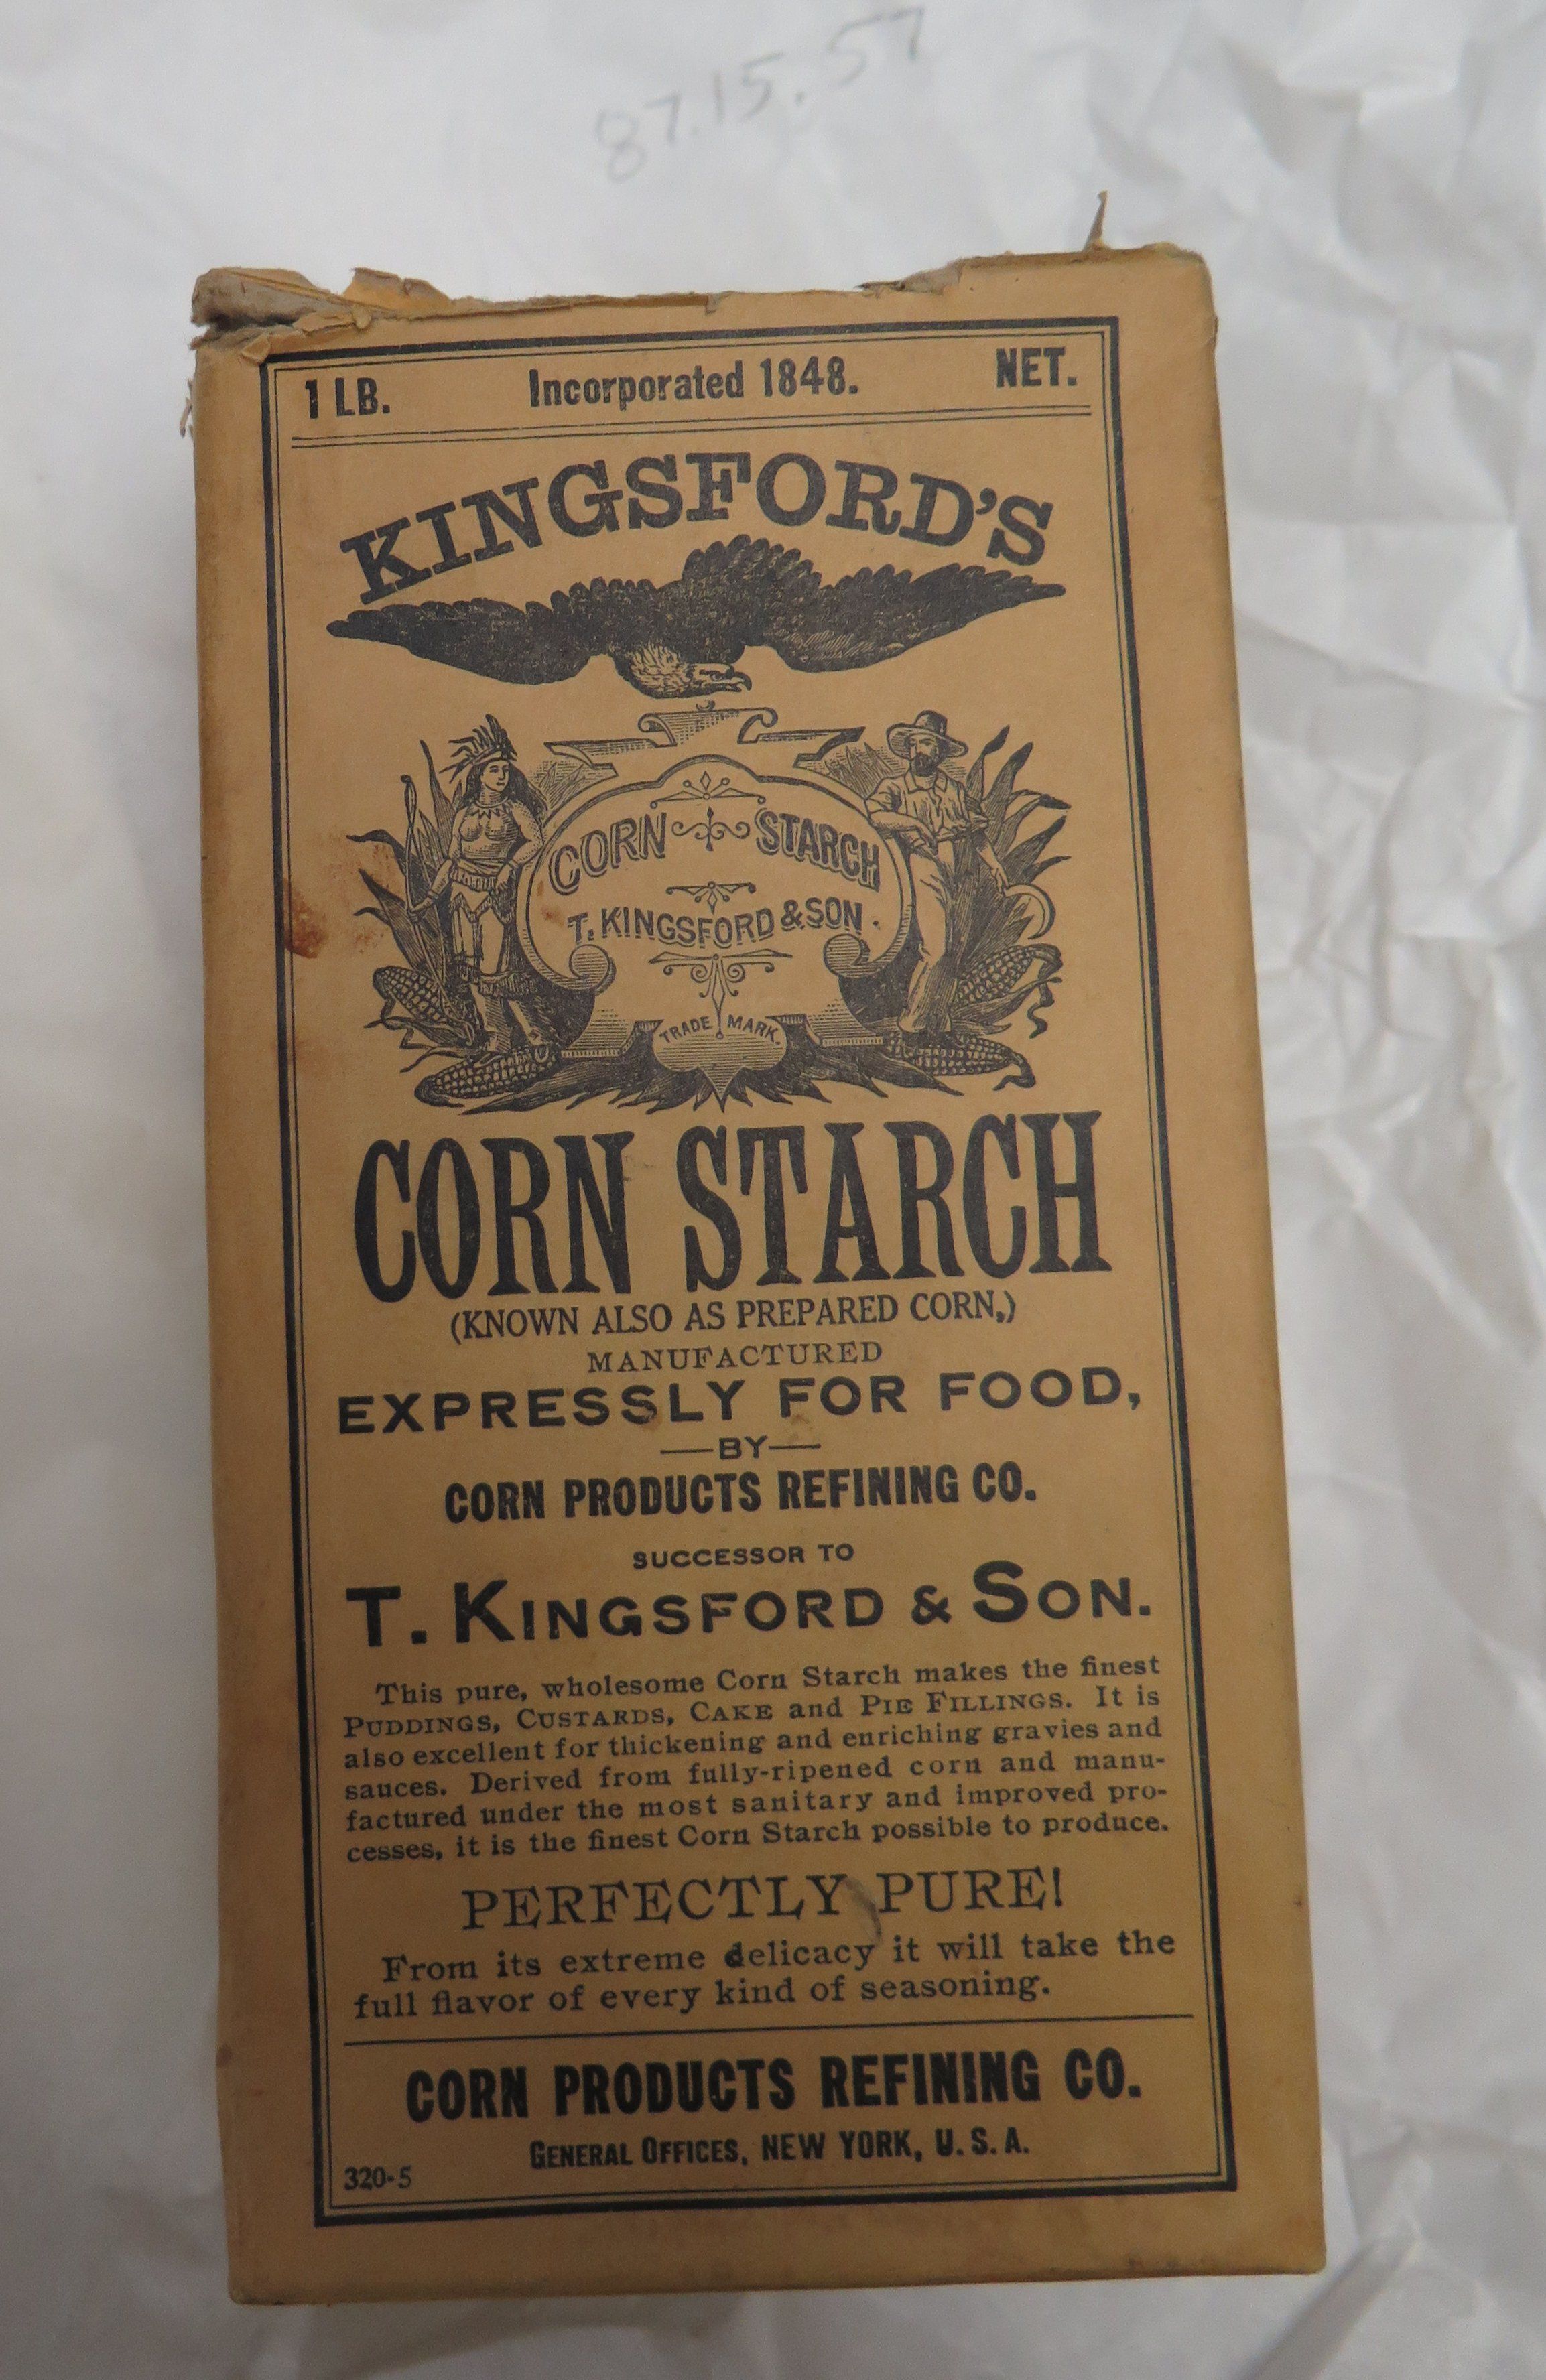 87.15.57
1 LB. Incorporated 1848. NET.
KINGSFORD'S
CORN STARCH
T. KINGSFORD & SON.
TRADE MARK.
CORN STARCH
(KNOWN ALSO AS PREPARED CORN,)
MANUFACTURED
EXPRESSLY FOR FOOD,
—BY—
CORN PRODUCTS REFINING CO.
SUCCESSOR TO
T. KINGSFORD & SON.
This pure, wholesome Corn Starch makes the finest
PUDDINGS, CUSTARDS, CAKE and PIE FILLINGS. It is
also excellent for thickening and enriching gravies and
sauces. Derived from fully-ripened corn and manu-
factured under the most sanitary and improved pro-
cesses, it is the finest Corn Starch possible to produce.
PERFECTLY PURE!
From its extreme delicacy it will take the
full flavor of every kind of seasoning.
CORN PRODUCTS REFINING CO.
GENERAL OFFICES, NEW YORK, U. S. A.
320-5